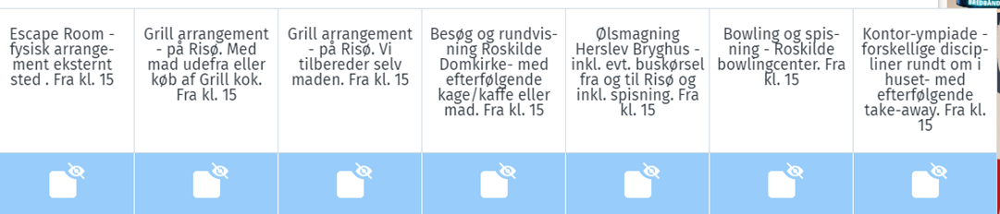 Escape Room -
fysisk arrange-
ment eksternt
sted . Fra kl. 15
Grill arrangement
- på Risø. Med
mad udefra eller
køb af Grill kok.
Fra kl. 15
Grill arrangement
- på Risø. Vi
tilbereder selv
maden. Fra kl. 15
Besøg og rundvis-
ning Roskilde
Domkirke- med
efterfølgende
kage/kaffe eller
mad. Fra kl. 15
Ølsmagning
Herslev Bryghus -
inkl. evt. buskørsel
fra og til Risø og
inkl. spisning. Fra
kl. 15
Bowling og spis-
ning - Roskilde
bowlingcenter. Fra
kl. 15
Kontor-ympiade -
forskellige discip-
liner rundt om i
huset- med
efterfølgende
take-away. Fra kl.
15
BREDBÅND